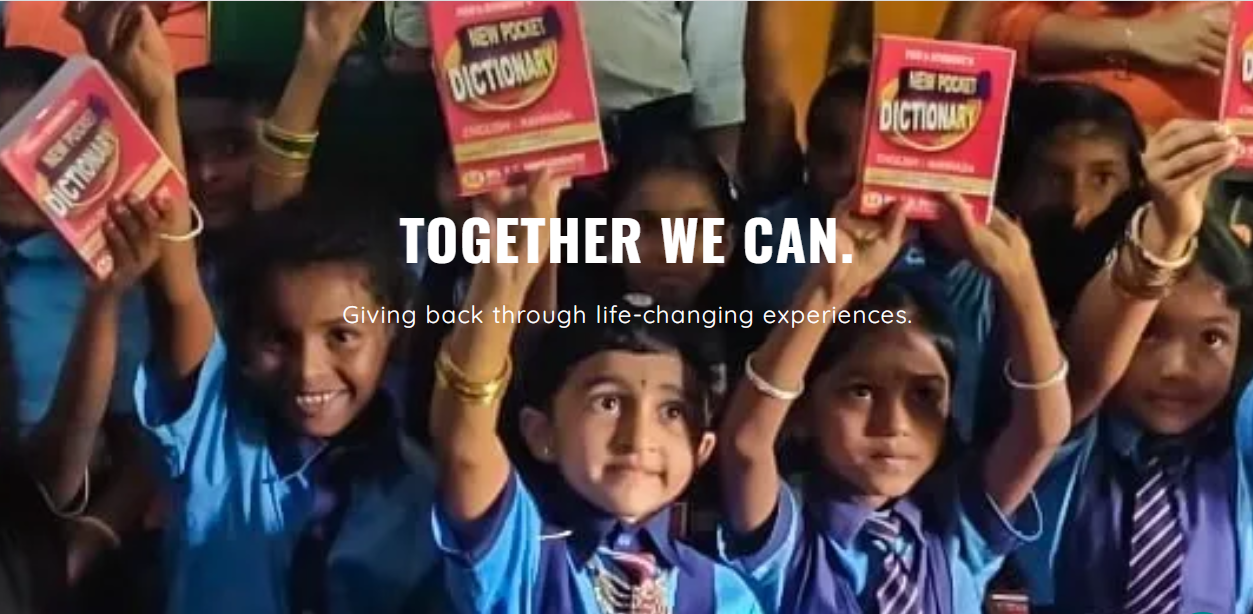 NEW POCKET
DICTIONARY
NEW POCKET
DICTIONARY
ENGLISH - KANNADA
NEW POCKET
DICTIONARY
ENGLISH - KANNADA
TOGETHER WE CAN.
Giving back through life-changing experiences.